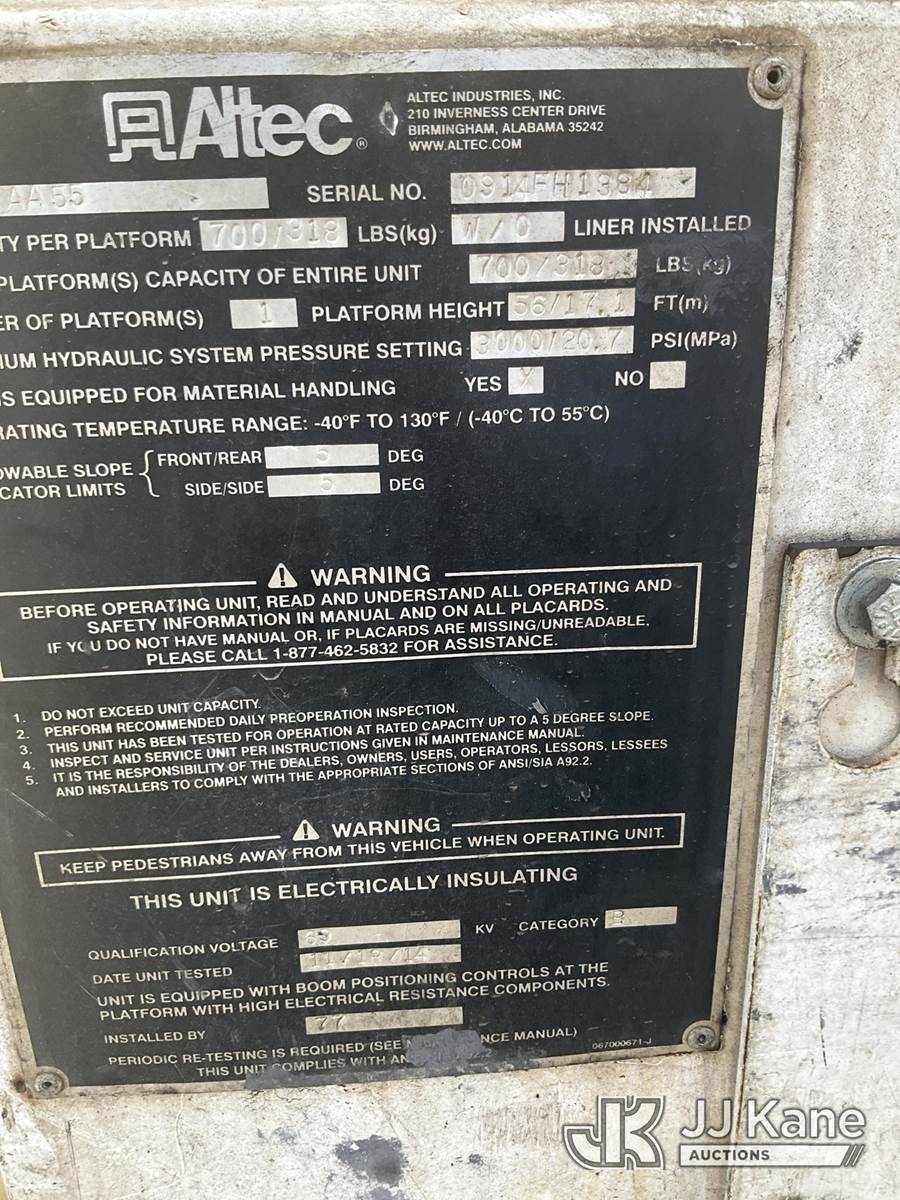 Altec®
ALTEC INDUSTRIES, INC.
210 INVERNESS CENTER DRIVE
BIRMINGHAM, ALABAMA 35242
WWW.ALTEC.COM
AA55 SERIAL NO. 0914FH1384
TY PER PLATFORM 700/318 LBS(kg) W/O LINER INSTALLED
PLATFORM(S) CAPACITY OF ENTIRE UNIT 700/318 LBS(kg)
ER OF PLATFORM(S) 1 PLATFORM HEIGHT 56/17.1 FT(m)
IUM HYDRAULIC SYSTEM PRESSURE SETTING 3000/20.7 PSI(MPa)
IS EQUIPPED FOR MATERIAL HANDLING YES X NO
RATING TEMPERATURE RANGE: -40°F TO 130°F / (-40°C TO 55°C)
OWABLE SLOPE FRONT/REAR 5 DEG
CATOR LIMITS SIDE/SIDE 5 DEG
WARNING
BEFORE OPERATING UNIT, READ AND UNDERSTAND ALL OPERATING AND
SAFETY INFORMATION IN MANUAL AND ON ALL PLACARDS.
IF YOU DO NOT HAVE MANUAL OR, IF PLACARDS ARE MISSING/UNREADABLE,
PLEASE CALL 1-877-462-5832 FOR ASSISTANCE.
1. DO NOT EXCEED UNIT CAPACITY.
2. PERFORM RECOMMENDED DAILY PREOPERATION INSPECTION.
3. THIS UNIT HAS BEEN TESTED FOR OPERATION AT RATED CAPACITY UP TO A 5 DEGREE SLOPE.
4. INSPECT AND SERVICE UNIT PER INSTRUCTIONS GIVEN IN MAINTENANCE MANUAL.
5. IT IS THE RESPONSIBILITY OF THE DEALERS, OWNERS, USERS, OPERATORS, LESSORS, LESSEES
AND INSTALLERS TO COMPLY WITH THE APPROPRIATE SECTIONS OF ANSI/SIA A92.2.
WARNING
KEEP PEDESTRIANS AWAY FROM THIS VEHICLE WHEN OPERATING UNIT.
THIS UNIT IS ELECTRICALLY INSULATING
QUALIFICATION VOLTAGE 69 KV CATEGORY B
DATE UNIT TESTED 11/18/14
UNIT IS EQUIPPED WITH BOOM POSITIONING CONTROLS AT THE
PLATFORM WITH HIGH ELECTRICAL RESISTANCE COMPONENTS.
INSTALLED BY 77
PERIODIC RE-TESTING IS REQUIRED (SEE NCE MANUAL) 067000671-J
THIS UNIT COMPLIES WITH AN
JK JJ Kane
AUCTIONS